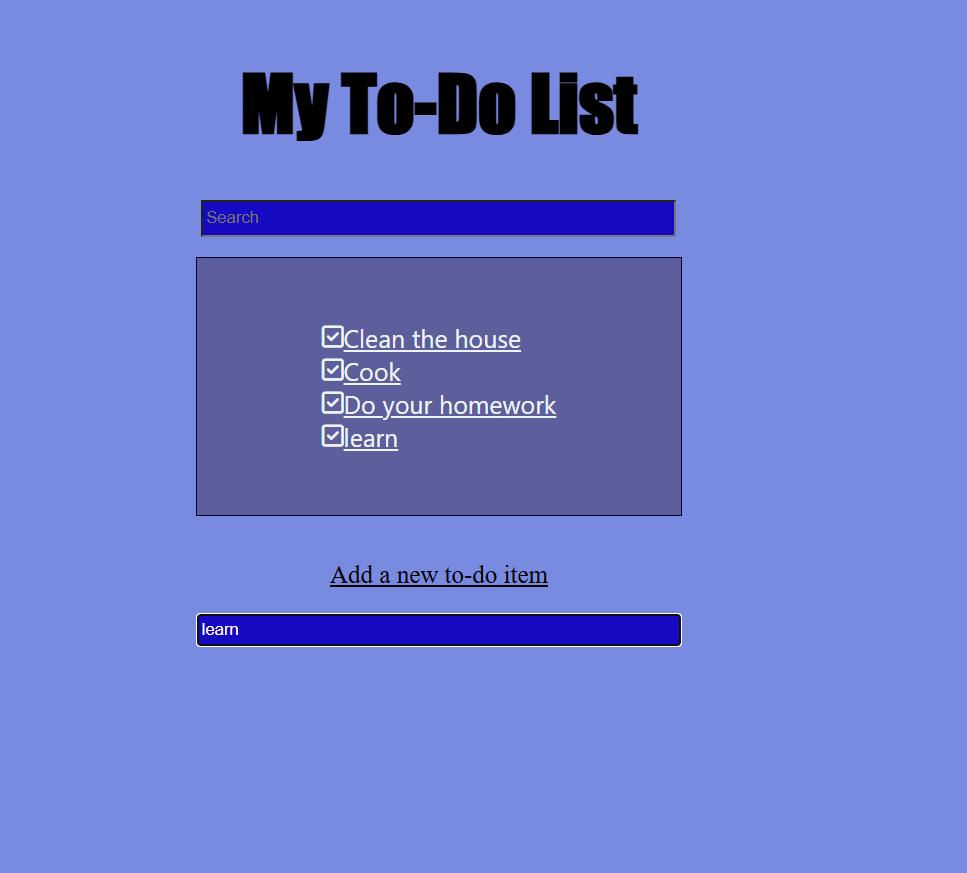 My To-Do List
Search
Clean the house
Cook
Do your homework
learn
Add a new to-do item
learn